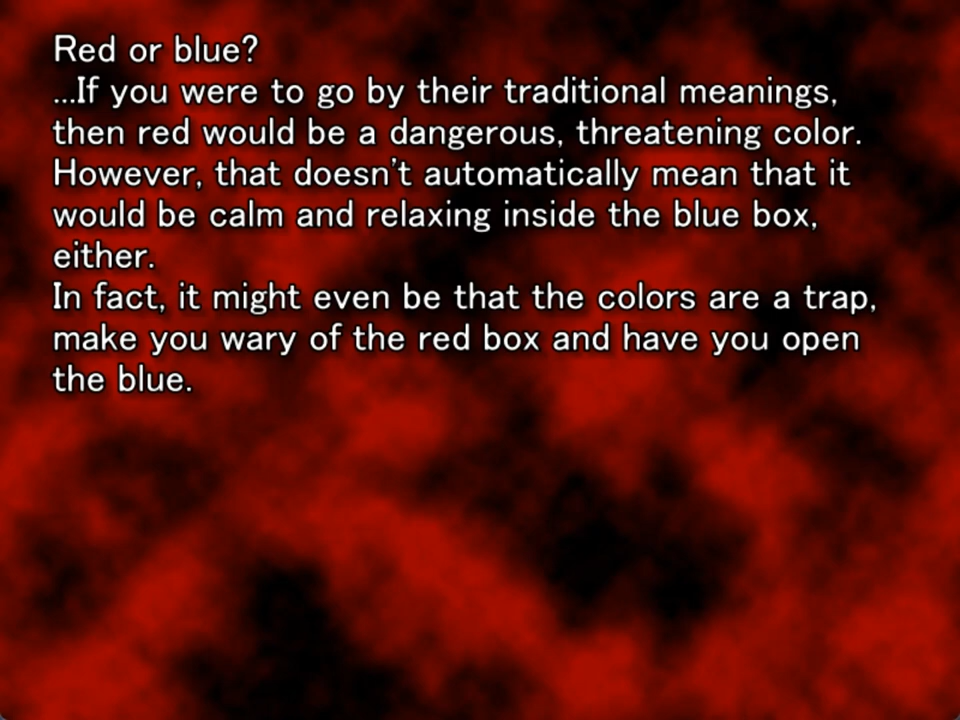 Red or blue?
...If you were to go by their traditional meanings,
then red would be a dangerous, threatening color.
However, that doesn't automatically mean that it
would be calm and relaxing inside the blue box,
either.
In fact, it might even be that the colors are a trap,
make you wary of the red box and have you open
the blue.